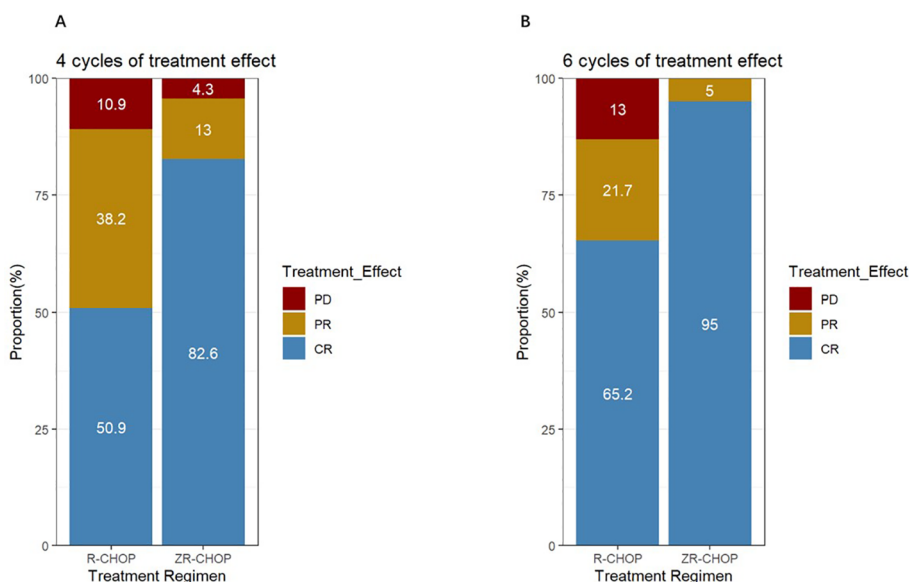 A
4 cycles of treatment effect
Proportion(%)
100
75
50
25
0
10.9
38.2
50.9
4.3
13
82.6
R-CHOP
ZR-CHOP
Treatment Regimen
Treatment_Effect
PD
PR
CR
B
6 cycles of treatment effect
Proportion(%)
100
75
50
25
0
13
21.7
65.2
5
95
R-CHOP
ZR-CHOP
Treatment Regimen
Treatment_Effect
PD
PR
CR